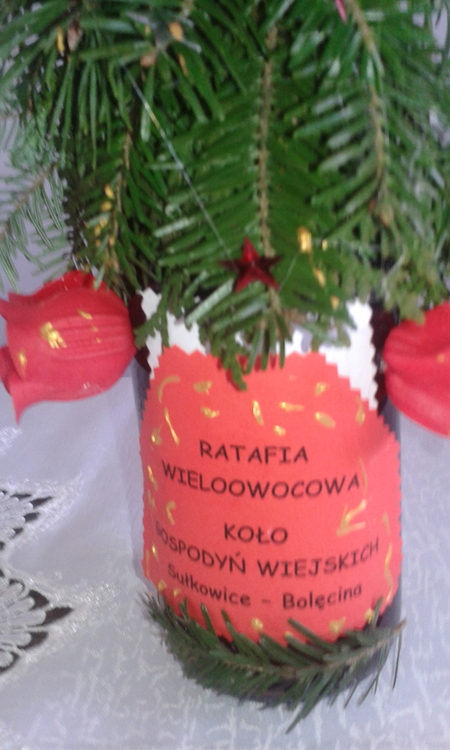 RATAFIA
WIELOOWOCOWA
KOŁO
GOSPODYŃ WIEJSKICH
Sułkowice - Bolęcina